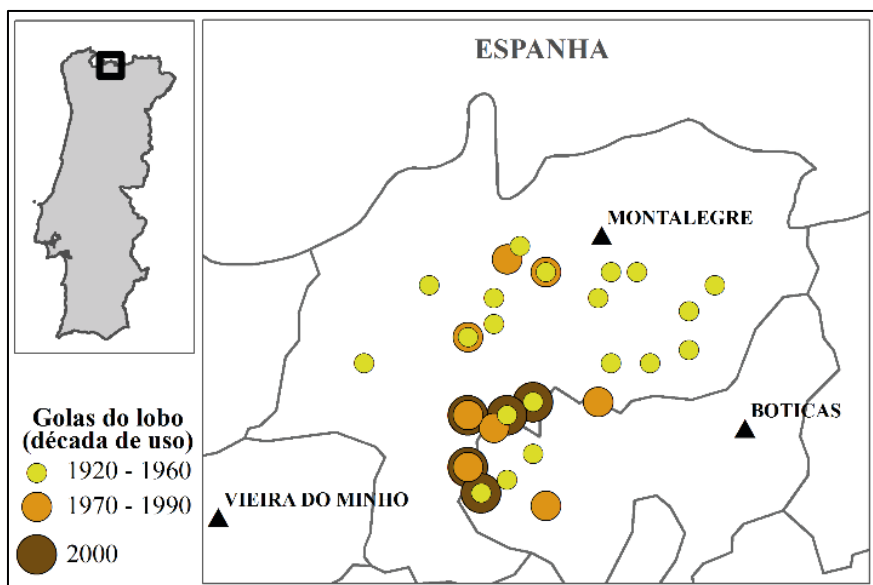 ESPANHA
MONTALEGRE
BOTICAS
VIEIRA DO MINHO
Golas do lobo
(década de uso)
1920 - 1960
1970 - 1990
2000